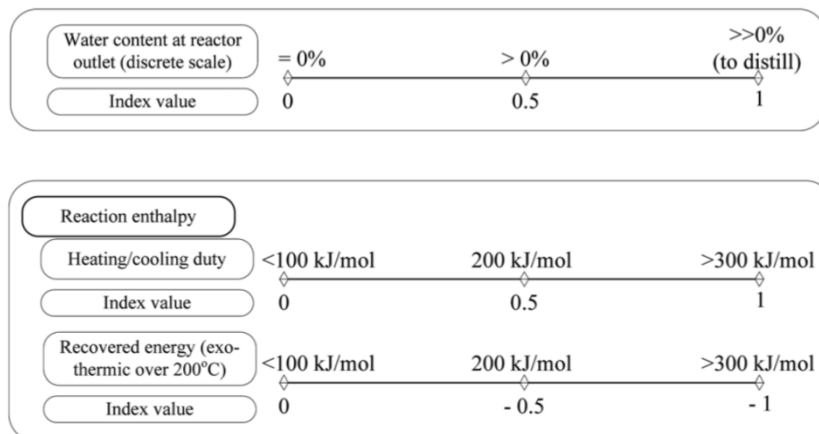 Water content at reactor
outlet (discrete scale)
= 0%
> 0%
>>0%
(to distill)
Index value
0
0.5
1
Reaction enthalpy
Heating/cooling duty
<100 kJ/mol
200 kJ/mol
>300 kJ/mol
Index value
0
0.5
1
Recovered energy (exo-
thermic over 200°C)
<100 kJ/mol
200 kJ/mol
>300 kJ/mol
Index value
0
- 0.5
- 1